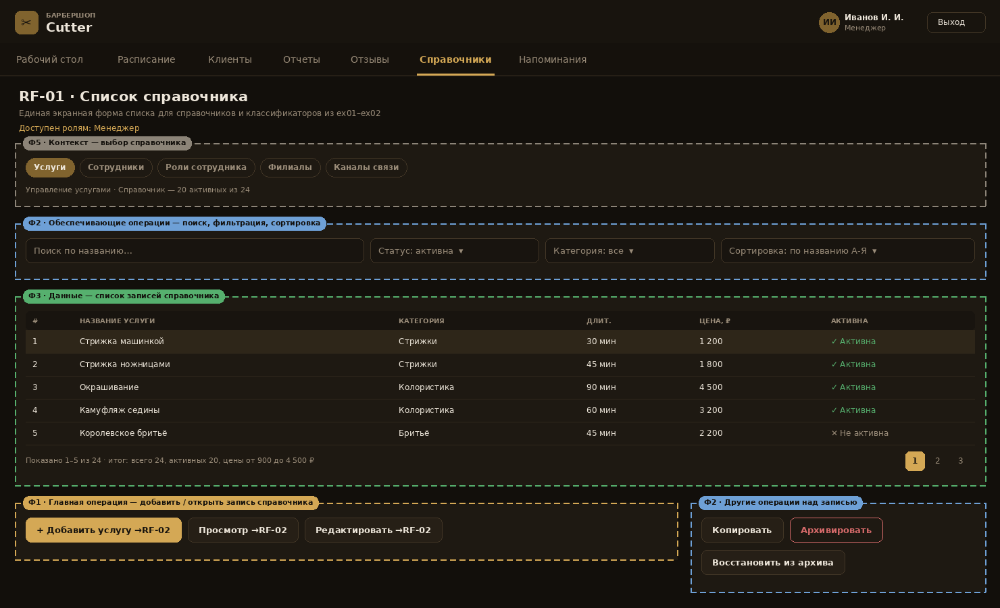 БАРБЕРШОП
Cutter
ИИ
Иванов И. И.
Менеджер
Выход
Рабочий стол Расписание Клиенты Отчеты Отзывы Справочники Напоминания
RF-01 · Список справочника
Единая экранная форма списка для справочников и классификаторов из ex01–ex02
Доступен ролям: Менеджер
Ф5 · Контекст — выбор справочника
Услуги Сотрудники Роли сотрудника Филиалы Каналы связи
Управление услугами · Справочник — 20 активных из 24
Ф2 · Обеспечивающие операции — поиск, фильтрация, сортировка
Поиск по названию... Статус: активна ▾ Категория: все ▾ Сортировка: по названию А-Я ▾
Ф3 · Данные — список записей справочника
# НАЗВАНИЕ УСЛУГИ КАТЕГОРИЯ ДЛИТ. ЦЕНА, ₽ АКТИВНА
1 Стрижка машинкой Стрижки 30 мин 1 200 ✓ Активна
2 Стрижка ножницами Стрижки 45 мин 1 800 ✓ Активна
3 Окрашивание Колористика 90 мин 4 500 ✓ Активна
4 Камуфляж седины Колористика 60 мин 3 200 ✓ Активна
5 Королевское бритьё Бритьё 45 мин 2 200 ✕ Не активна
Показано 1–5 из 24 · итог: всего 24, активных 20, цены от 900 до 4 500 ₽ 1 2 3
Ф1 · Главная операция — добавить / открыть запись справочника
+ Добавить услугу →RF-02 Просмотр →RF-02 Редактировать →RF-02
Ф2 · Другие операции над записью
Копировать Архивировать
Восстановить из архива